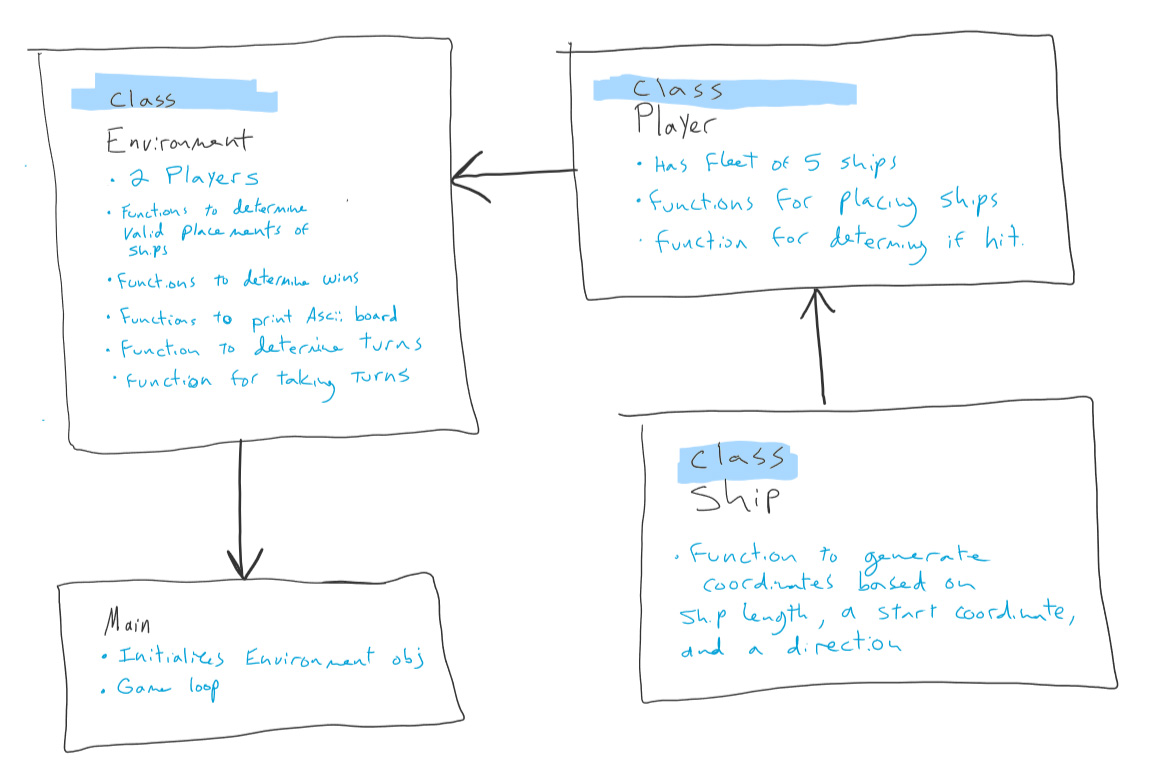 Class
Environment
• 2 Players
• Functions to determine
valid placements of
ships
• Functions to determine wins
• Functions to print Ascii board
• Function to deternine turns
• Function for taking Turns
Class
Player
• Has Fleet of 5 ships
• Functions for placing ships
• Function for determing if hit.
Class
Ship
• Function to generate
coordinates based on
ship length, a start coordinate,
and a direction
Main
• Initializes Environment obj
• Game loop